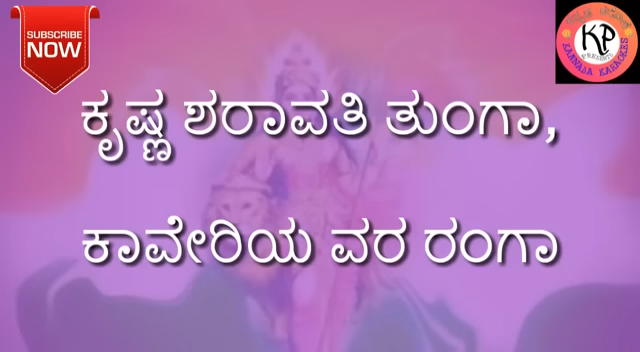 SUBSCRIBE
NOW
KP
KANNADA KARAOKES
ಕೃಷ್ಣ ಶರಾವತಿ ತುಂಗಾ,
ಕಾವೇರಿಯ ವರ ರಂಗಾ